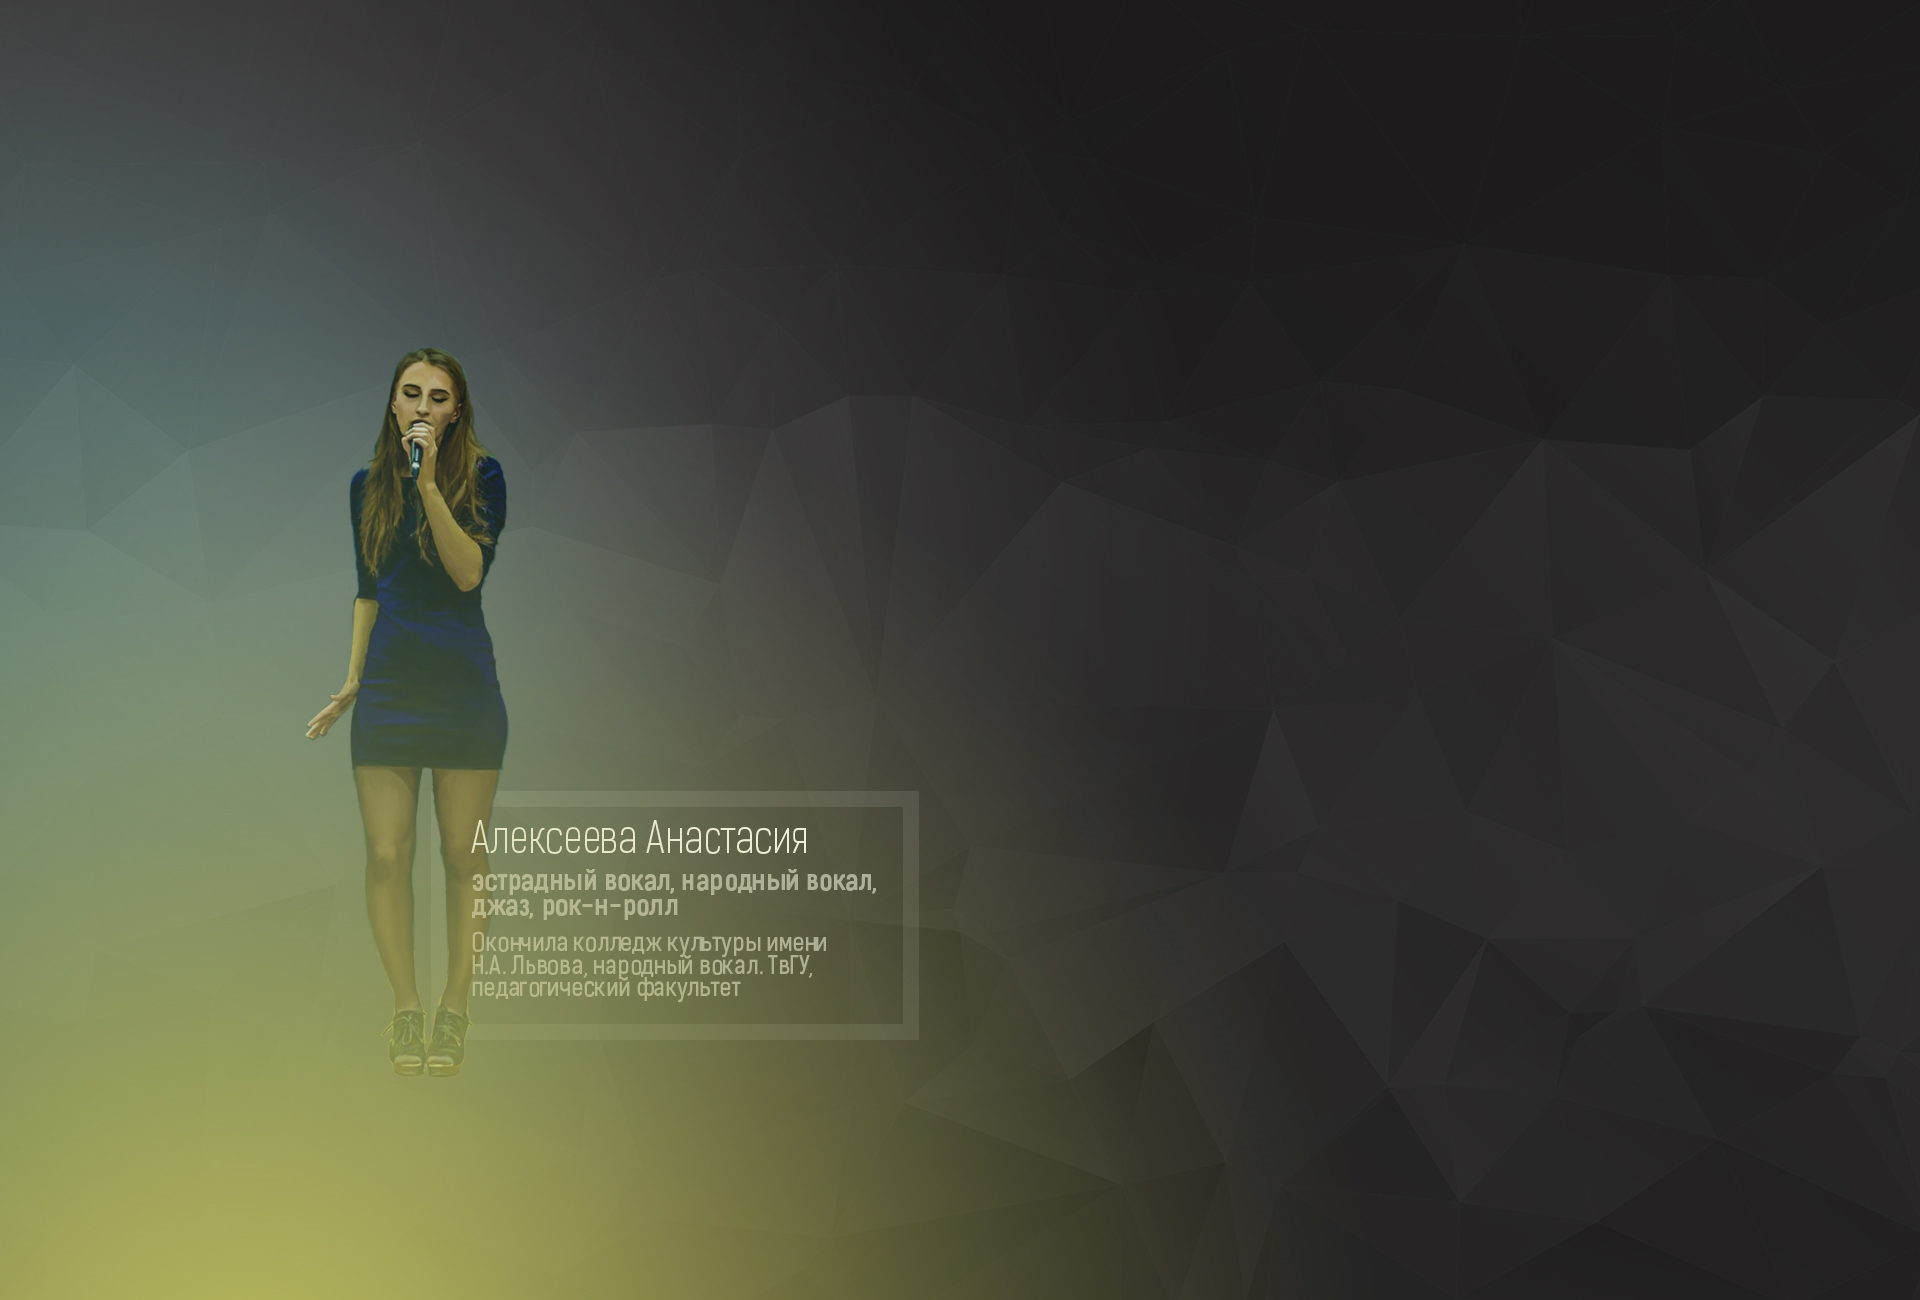 Алексеева Анастасия
эстрадный вокал, народный вокал,
джаз, рок-н-ролл
Окончила колледж культуры имени
Н.А. Львова, народный вокал. ТвГУ,
педагогический факультет